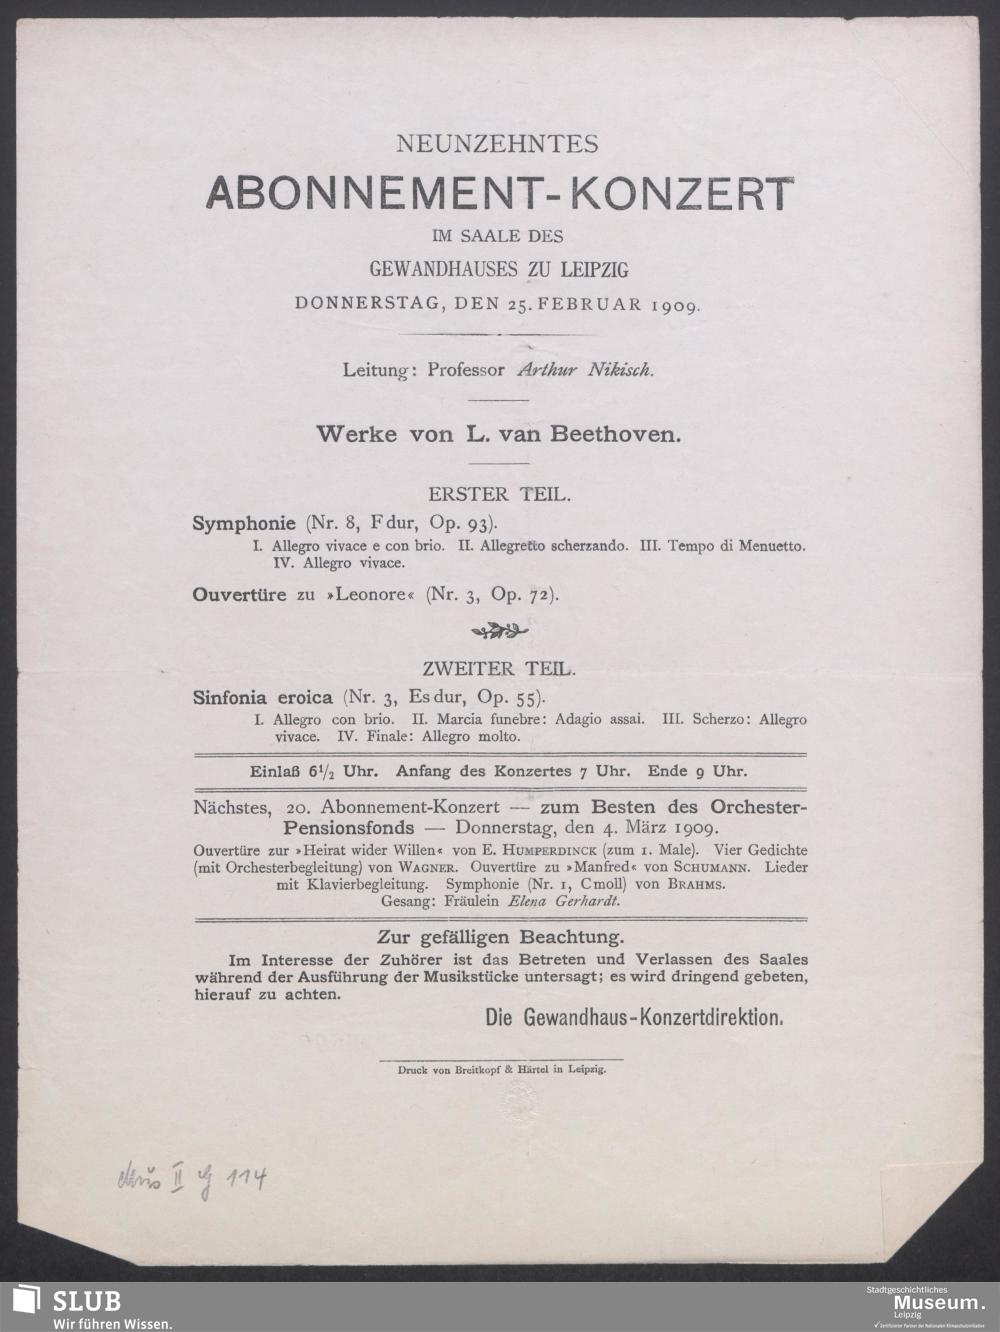 NEUNZEHNTES
ABONNEMENT-KONZERT
IM SAALE DES
GEWANDHAUSES ZU LEIPZIG
DONNERSTAG, DEN 25. FEBRUAR 1909.
Leitung: Professor Arthur Nikisch.
Werke von L. van Beethoven.
ERSTER TEIL.
Symphonie (Nr. 8, F dur, Op. 93).
I. Allegro vivace e con brio. II. Allegretto scherzando. III. Tempo di Menuetto.
IV. Allegro vivace.
Ouvertüre zu »Leonore« (Nr. 3, Op. 72).
ZWEITER TEIL.
Sinfonia eroica (Nr. 3, Es dur, Op. 55).
I. Allegro con brio. II. Marcia funebre: Adagio assai. III. Scherzo: Allegro
vivace. IV. Finale: Allegro molto.
Einlaß 6½ Uhr. Anfang des Konzertes 7 Uhr. Ende 9 Uhr.
Nächstes, 20. Abonnement-Konzert — zum Besten des Orchester-
Pensionsfonds — Donnerstag, den 4. März 1909.
Ouvertüre zur »Heirat wider Willen« von E. HUMPERDINCK (zum 1. Male). Vier Gedichte
(mit Orchesterbegleitung) von WAGNER. Ouvertüre zu »Manfred« von SCHUMANN. Lieder
mit Klavierbegleitung. Symphonie (Nr. 1, C moll) von BRAHMS.
Gesang: Fräulein Elena Gerhardt.
Zur gefälligen Beachtung.
Im Interesse der Zuhörer ist das Betreten und Verlassen des Saales
während der Ausführung der Musikstücke untersagt; es wird dringend gebeten,
hierauf zu achten.
Die Gewandhaus-Konzertdirektion.
Druck von Breitkopf & Härtel in Leipzig.
Mus II 114
SLUB
Wir führen Wissen.
Stadtgeschichtliches
Museum.
Leipzig
Zertifizierter Partner der Nationalen Klimaschutzinitiative